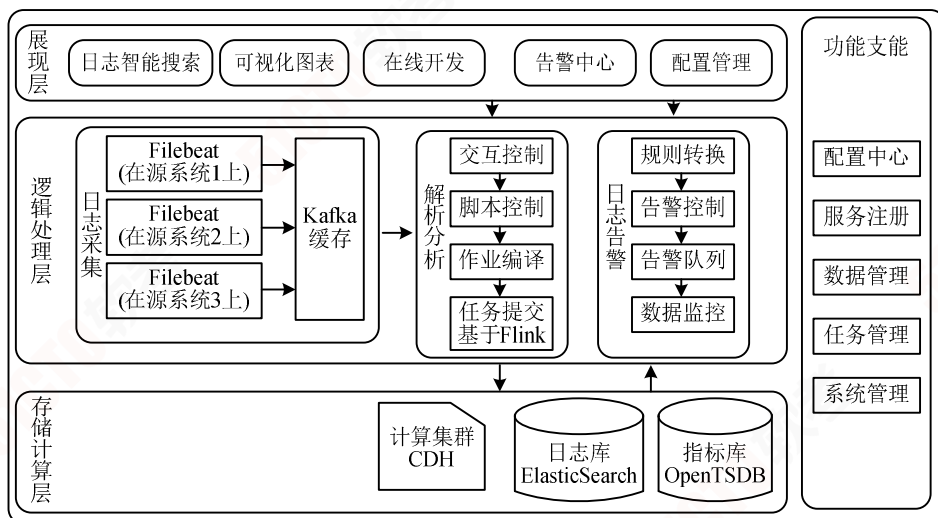 展现层
日志智能搜索
可视化图表
在线开发
告警中心
配置管理
逻辑处理层
日志采集
Filebeat
(在源系统1上)
Filebeat
(在源系统2上)
Filebeat
(在源系统3上)
Kafka
缓存
解析分析
交互控制
脚本控制
作业编译
任务提交
基于Flink
日志告警
规则转换
告警控制
告警队列
数据监控
存储计算层
计算集群
CDH
日志库
ElasticSearch
指标库
OpenTSDB
功能支能
配置中心
服务注册
数据管理
任务管理
系统管理